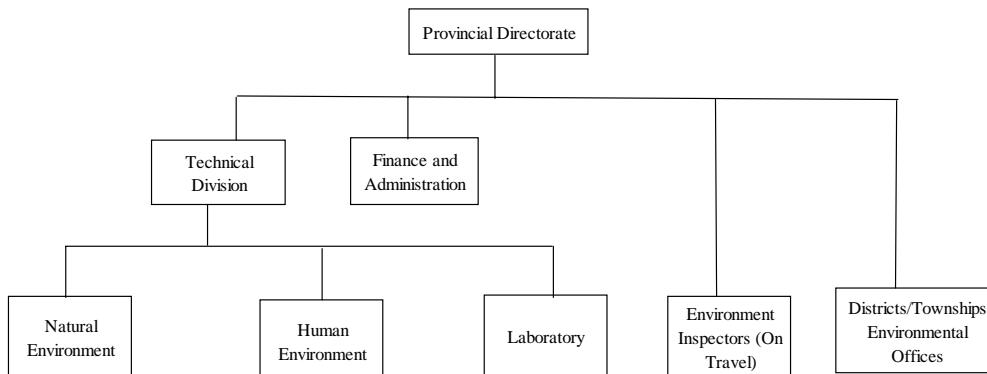 Provincial Directorate
Technical
Division
Finance and
Administration
Natural
Environment
Human
Environment
Laboratory
Environment
Inspectors (On
Travel)
Districts/Townships
Environmental
Offices